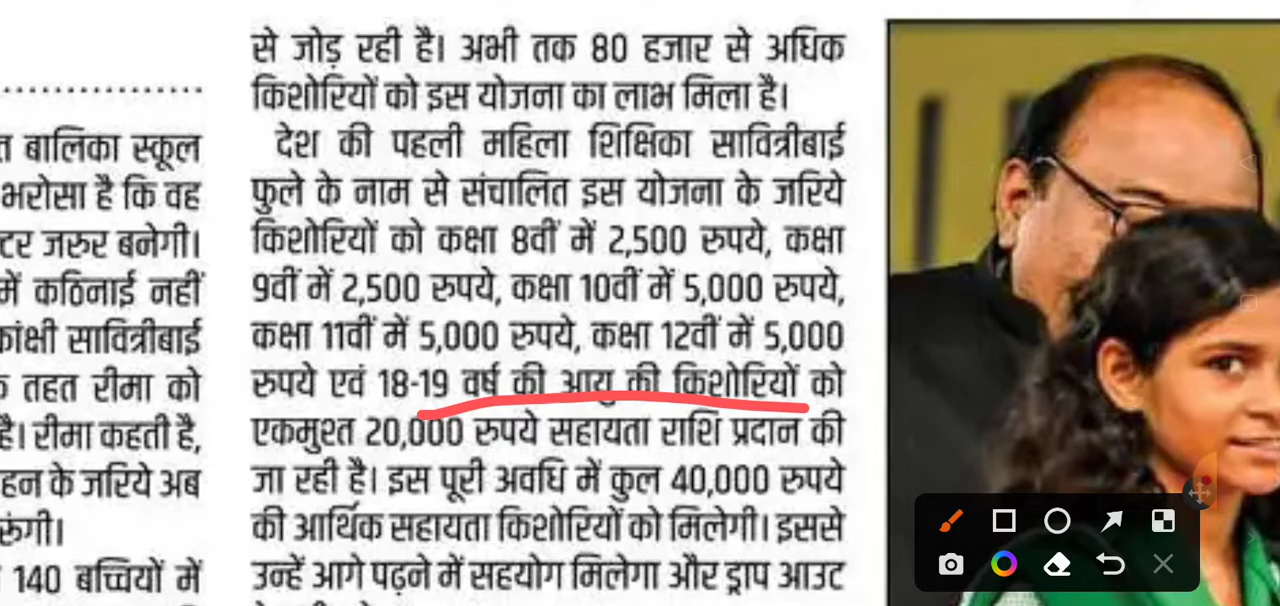 बालिका स्कूल
भरोसा है कि वह
टर जरुर बनेगी।
में कठिनाई नहीं
कांक्षी सावित्रीबाई
तहत रीमा को
है। रीमा कहती है,
हन के जरिये अब
रुंगी।
140 बच्चियों में
से जोड़ रही है। अभी तक 80 हजार से अधिक
किशोरियों को इस योजना का लाभ मिला है।
देश की पहली महिला शिक्षिका सावित्रीबाई
फुले के नाम से संचालित इस योजना के जरिये
किशोरियों को कक्षा 8वीं में 2,500 रुपये, कक्षा
9वीं में 2,500 रुपये, कक्षा 10वीं में 5,000 रुपये,
कक्षा 11वीं में 5,000 रुपये, कक्षा 12वीं में 5,000
रुपये एवं 18-19 वर्ष की आयु की किशोरियों को
एकमुश्त 20,000 रुपये सहायता राशि प्रदान की
जा रही है। इस पूरी अवधि में कुल 40,000 रुपये
की आर्थिक सहायता किशोरियों को मिलेगी। इससे
उन्हें आगे पढ़ने में सहयोग मिलेगा और ड्राप आउट